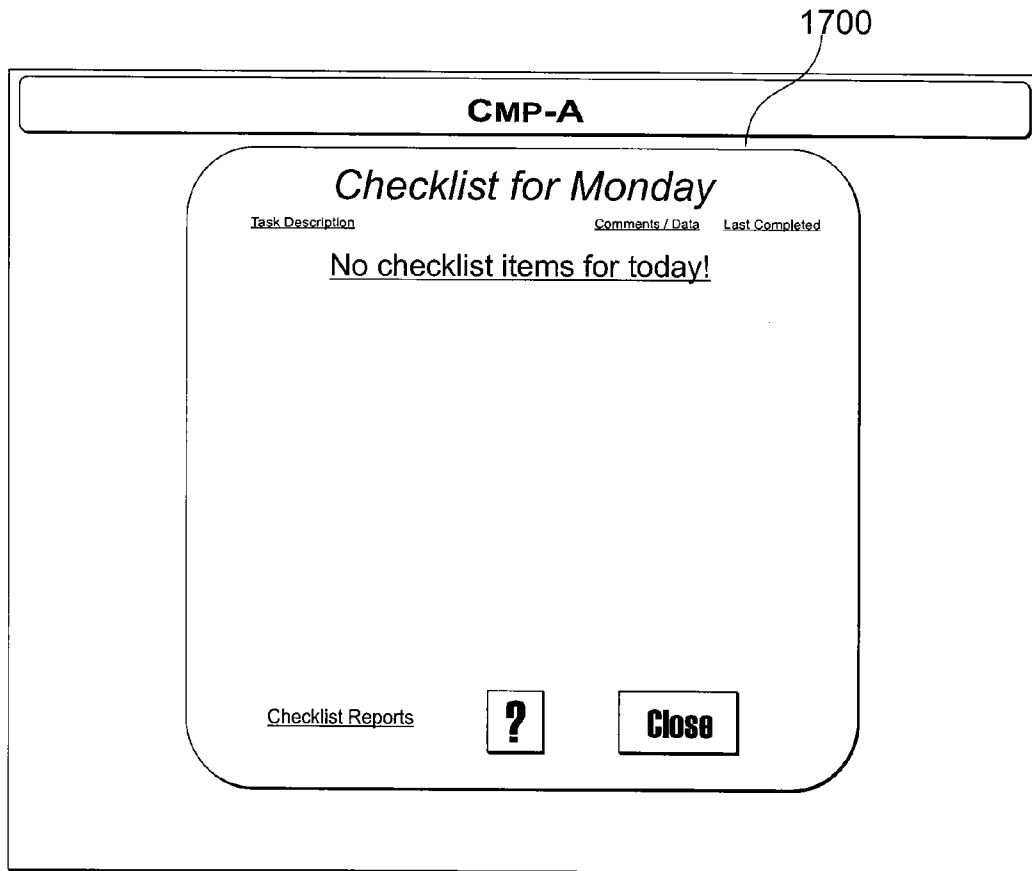 1700
CMP-A
Checklist for Monday
Task Description Comments / Data Last Completed
No checklist items for today!
Checklist Reports ? Close